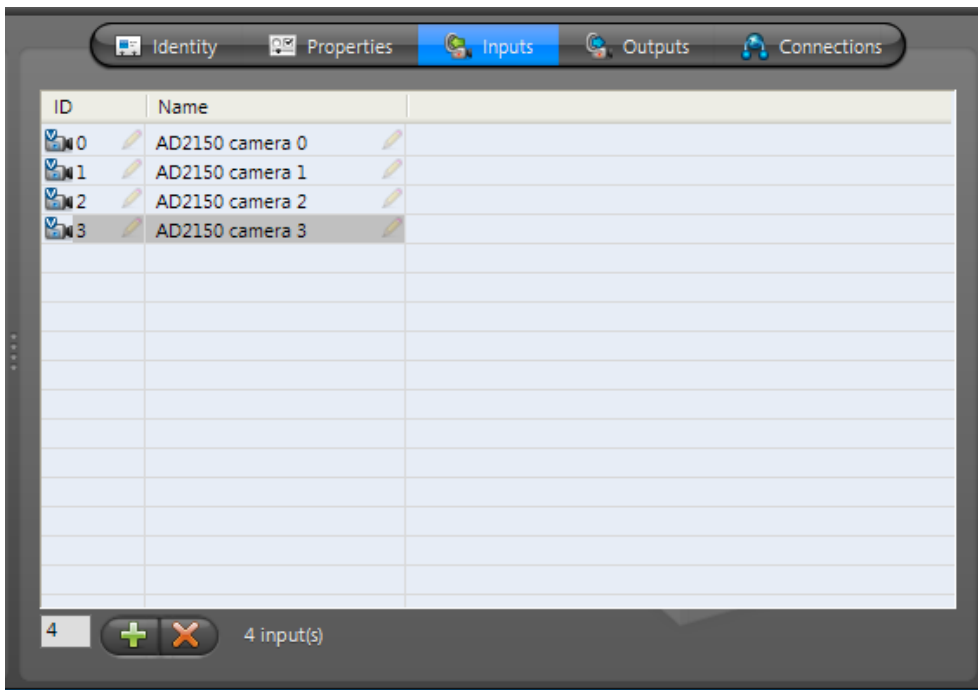 Identity Properties Inputs Outputs Connections
ID Name
0 AD2150 camera 0
1 AD2150 camera 1
2 AD2150 camera 2
3 AD2150 camera 3
4 4 input(s)